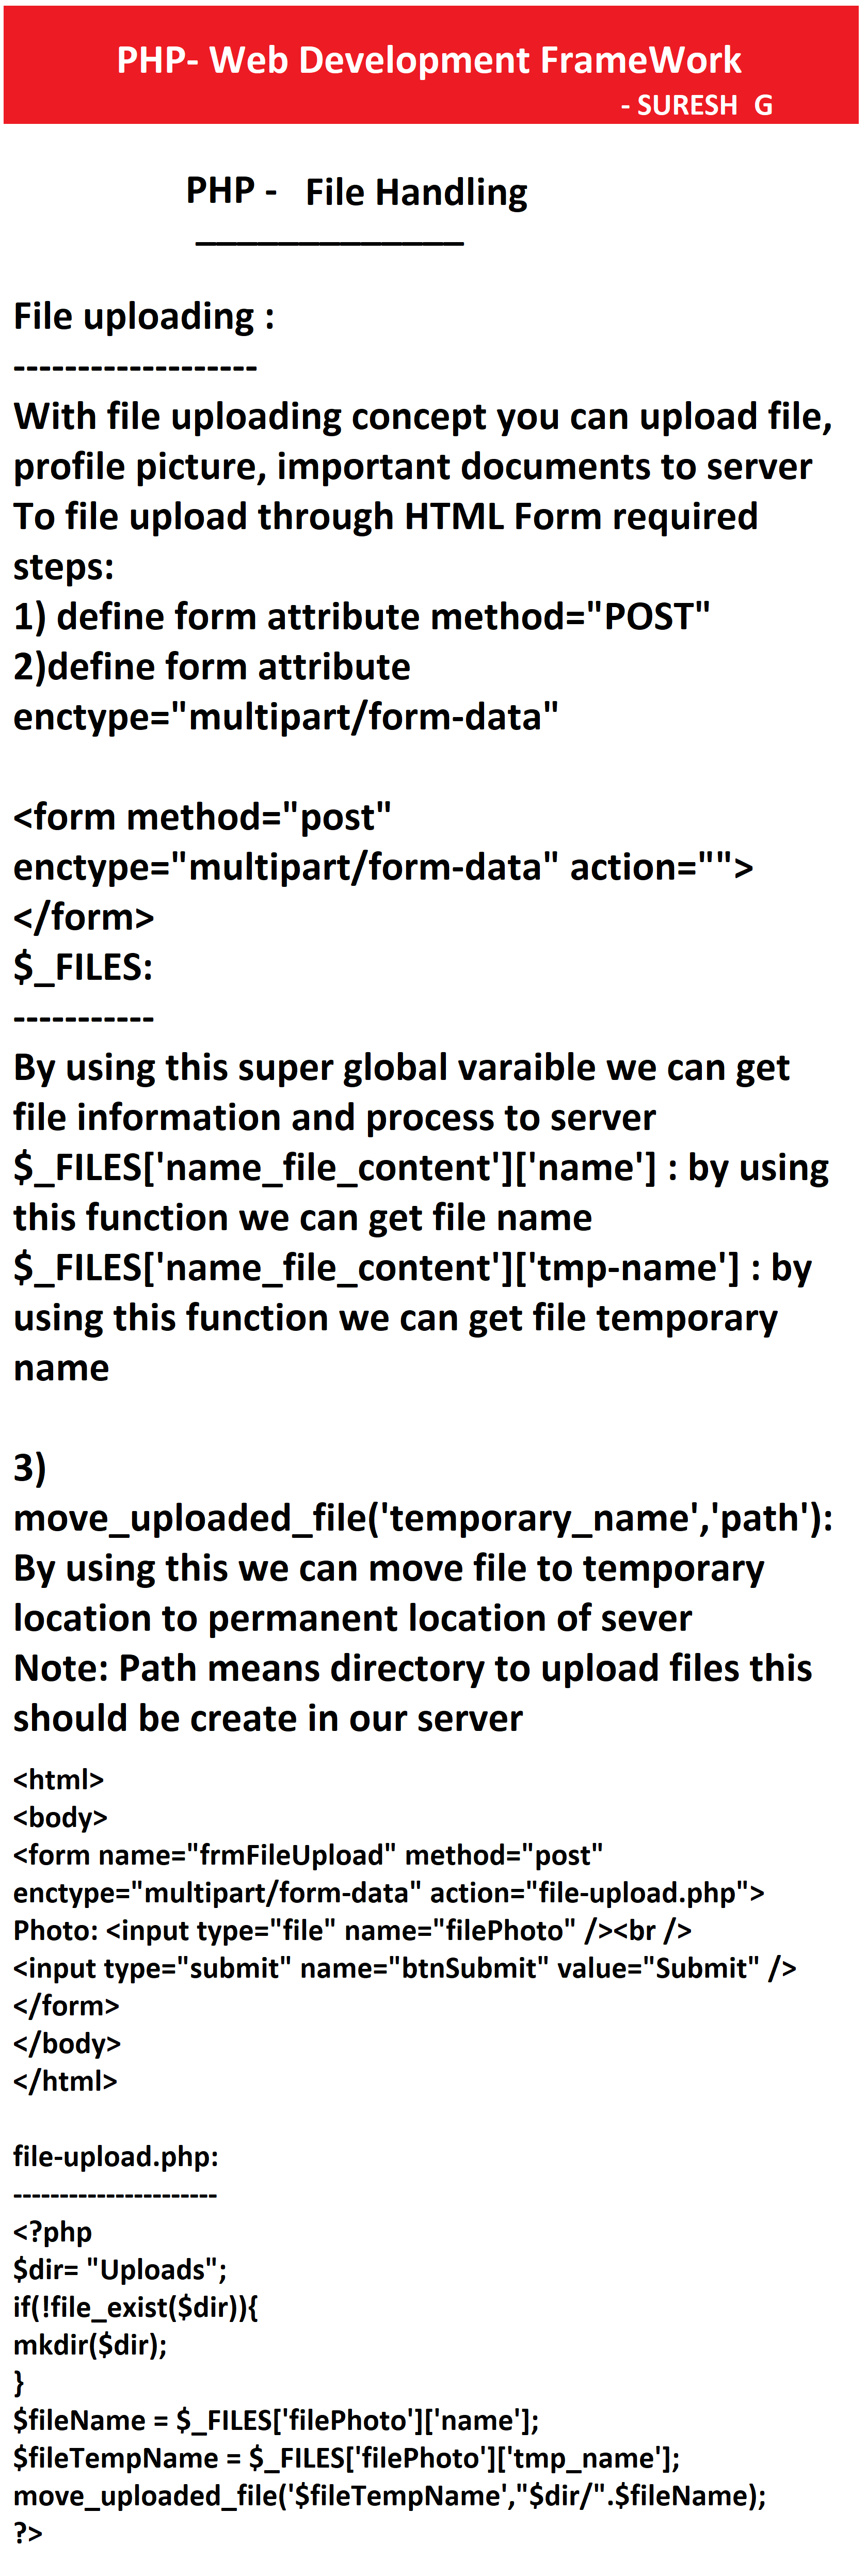 PHP- Web Development FrameWork
- SURESH  G
PHP -   File Handling
_____________
File uploading :
-------------------
With file uploading concept you can upload file,
profile picture, important documents to server
To file upload through HTML Form required
steps:
1) define form attribute method="POST"
2)define form attribute
enctype="multipart/form-data"
<form method="post"
enctype="multipart/form-data" action="">
</form>
$_FILES:
-----------
By using this super global varaible we can get
file information and process to server
$_FILES['name_file_content']['name'] : by using
this function we can get file name
$_FILES['name_file_content']['tmp-name'] : by
using this function we can get file temporary
name
3)
move_uploaded_file('temporary_name','path'):
By using this we can move file to temporary
location to permanent location of sever
Note: Path means directory to upload files this
should be create in our server
<html>
<body>
<form name="frmFileUpload" method="post"
enctype="multipart/form-data" action="file-upload.php">
Photo: <input type="file" name="filePhoto" /><br />
<input type="submit" name="btnSubmit" value="Submit" />
</form>
</body>
</html>
file-upload.php:
----------------------
<?php
$dir= "Uploads";
if(!file_exist($dir)){
mkdir($dir);
}
$fileName = $_FILES['filePhoto']['name'];
$fileTempName = $_FILES['filePhoto']['tmp_name'];
move_uploaded_file('$fileTempName',"$dir/".$fileName);
?>